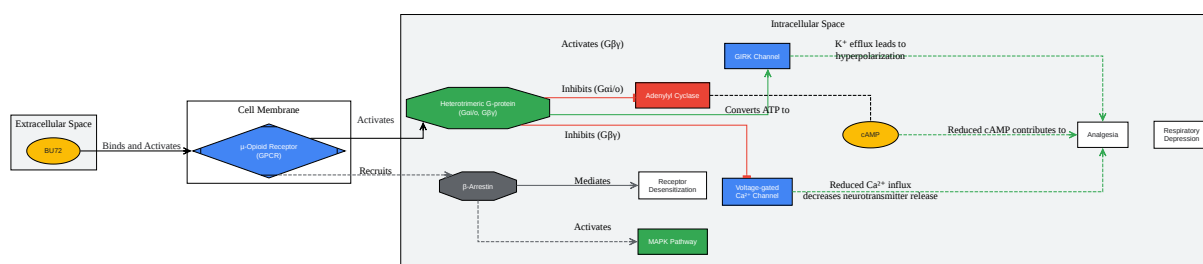 Intracellular Space
Activates (Gβγ)
GIRK Channel
K⁺ efflux leads to
hyperpolarization
Heterotrimeric G-protein
(Gαi/o, Gβγ)
Inhibits (Gαi/o)
Adenylyl Cyclase
Converts ATP to
Cell Membrane
Activates
Extracellular Space
BU72
Binds and Activates
μ-Opioid Receptor
(GPCR)
Inhibits (Gβγ)
cAMP
Reduced cAMP contributes to
Analgesia
Respiratory
Depression
Recruits
β-Arrestin
Mediates
Receptor
Desensitization
Voltage-gated
Ca²⁺ Channel
Reduced Ca²⁺ influx
decreases neurotransmitter release
Activates
MAPK Pathway